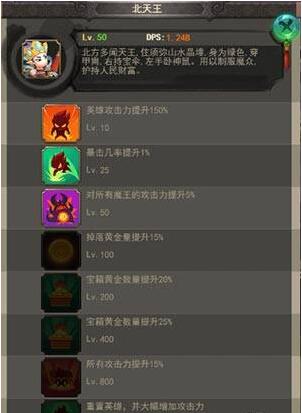 北天王
Lv.50
DPS:1.24B
北方多闻天王,住须弥山水晶埵,身为绿色,穿
甲胄,右持宝伞,左手卧神鼠。用以制服魔众,
护持人民财富。
英雄攻击力提升150%
Lv.10
暴击几率提升1%
Lv.25
对所有魔王的攻击力提升5%
Lv.50
掉落黄金量提升15%
Lv.100
宝箱黄金数量提升20%
Lv.200
宝箱黄金数量提升25%
Lv.400
所有攻击力提升15%
Lv.800
重置英雄,并大幅增加攻击力